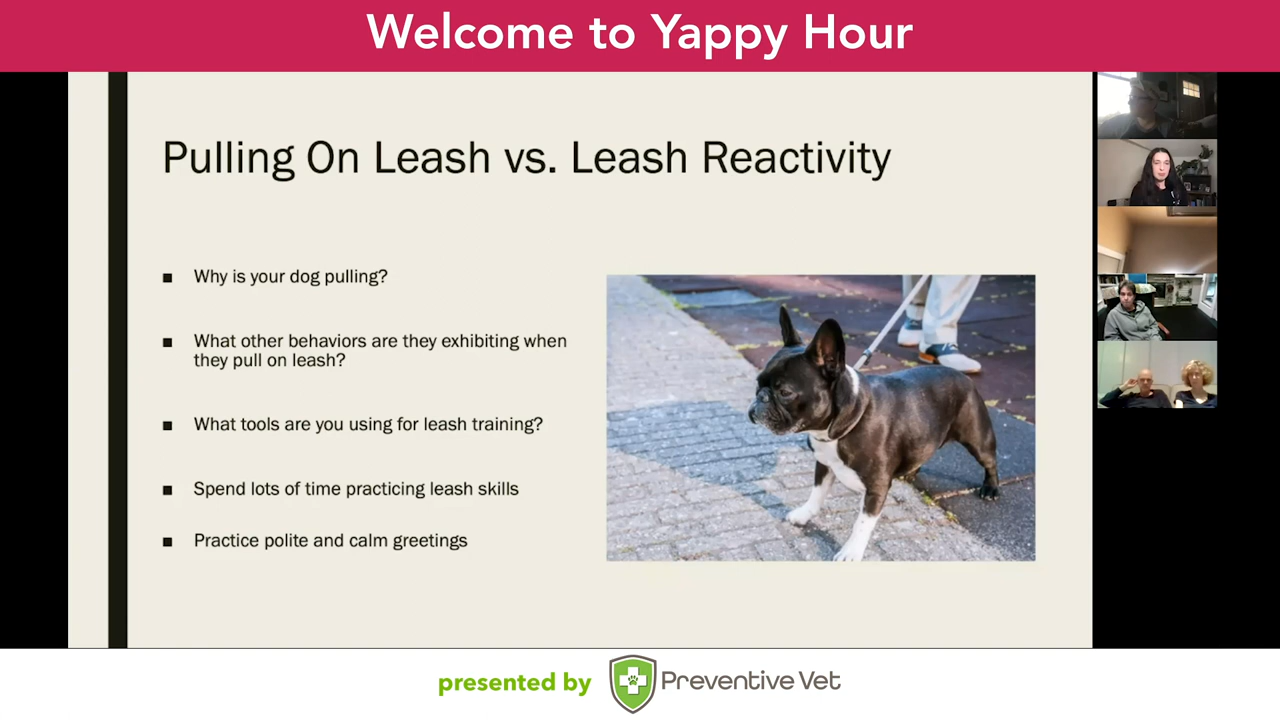 Welcome to Yappy Hour
Pulling On Leash vs. Leash Reactivity
■ Why is your dog pulling?
■ What other behaviors are they exhibiting when
they pull on leash?
■ What tools are you using for leash training?
■ Spend lots of time practicing leash skills
■ Practice polite and calm greetings
presented by Preventive Vet